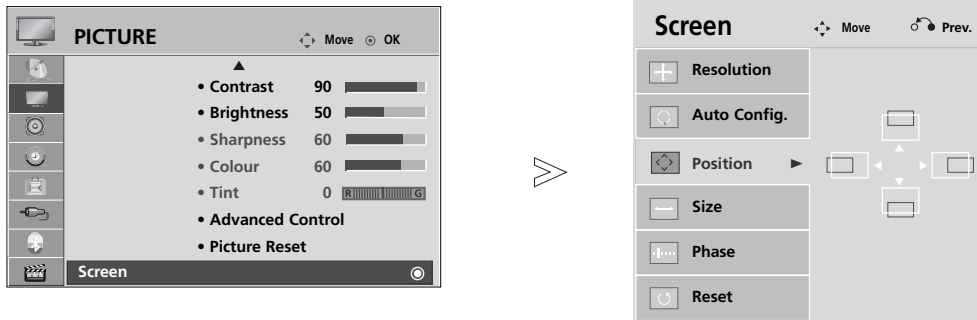 PICTURE Move OK
• Contrast 90
• Brightness 50
• Sharpness 60
• Colour 60
• Tint 0 R G
• Advanced Control
• Picture Reset
Screen
Screen Move Prev.
Resolution
Auto Config.
Position
Size
Phase
Reset